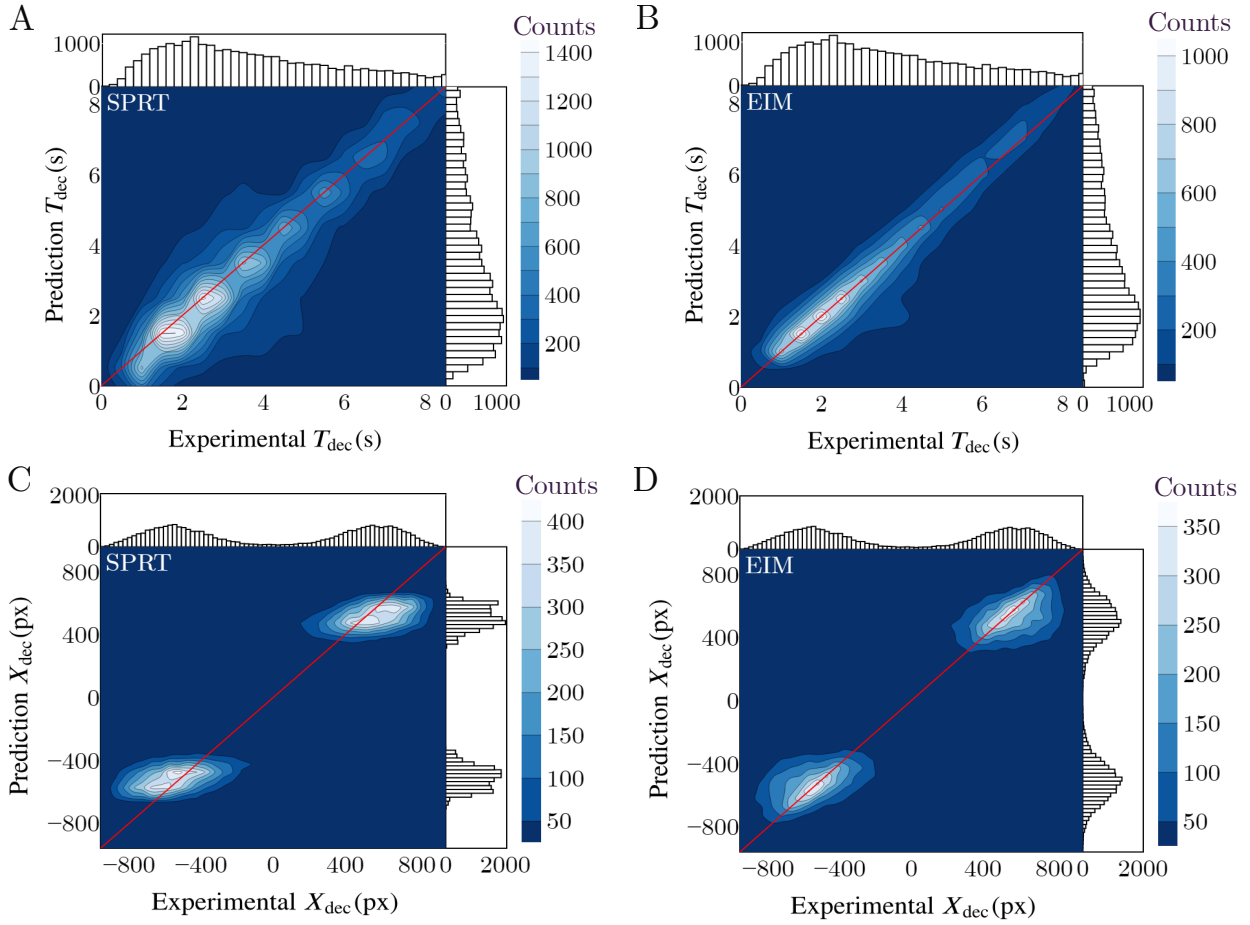 A
B
Counts
Counts
1000
0
SPRT
8
6
4
2
0
Prediction T_dec(s)
0 2 4 6 8 0 1000
Experimental T_dec(s)
1400
1200
1000
800
600
400
200
1000
0
EIM
8
6
4
2
0
Prediction T_dec(s)
0 2 4 6 8 0 1000
Experimental T_dec(s)
1000
800
600
400
200
C
D
Counts
Counts
2000
0
SPRT
800
400
0
−400
−800
Prediction X_dec(px)
−800 −400 0 400 800 0 2000
Experimental X_dec(px)
400
350
300
250
200
150
100
50
2000
0
EIM
800
400
0
−400
−800
Prediction X_dec(px)
−800 −400 0 400 800 0 2000
Experimental X_dec(px)
350
300
250
200
150
100
50